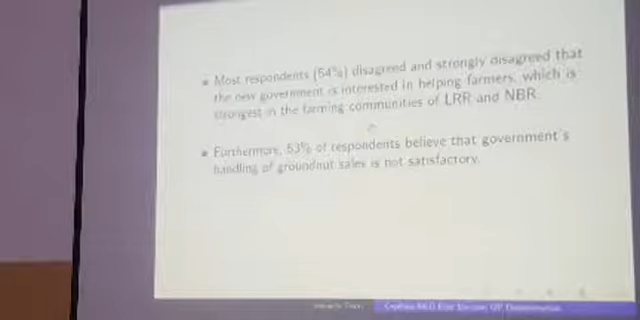 Most respondents (54%) disagreed and strongly disagreed that
the new government is interested in helping farmers, which is
strongest in the farming communities of LRR and NBR.
Furthermore, 53% of respondents believe that government's
handling of groundnut sales is not satisfactory.